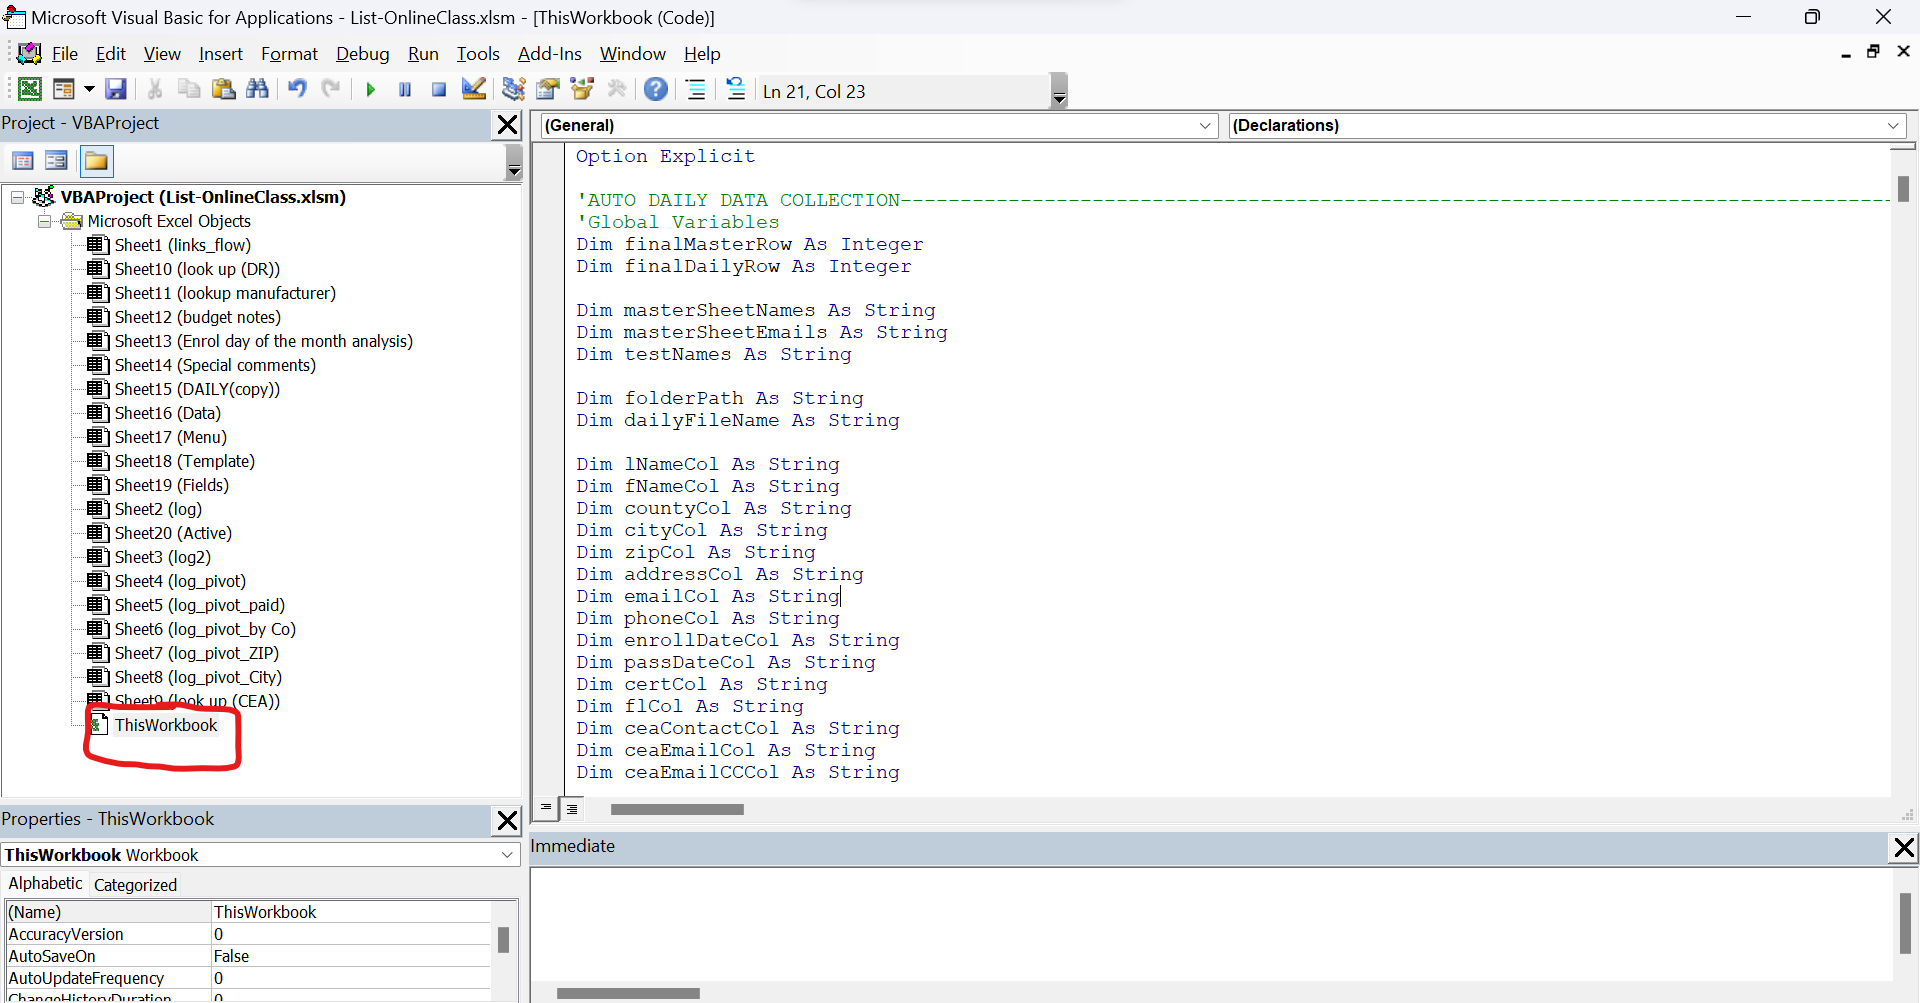 Microsoft Visual Basic for Applications - List-OnlineClass.xlsm - [ThisWorkbook (Code)]
File Edit View Insert Format Debug Run Tools Add-Ins Window Help
Ln 21, Col 23
Project - VBAProject
VBAProject (List-OnlineClass.xlsm)
Microsoft Excel Objects
Sheet1 (links_flow)
Sheet10 (look up (DR))
Sheet11 (lookup manufacturer)
Sheet12 (budget notes)
Sheet13 (Enrol day of the month analysis)
Sheet14 (Special comments)
Sheet15 (DAILY(copy))
Sheet16 (Data)
Sheet17 (Menu)
Sheet18 (Template)
Sheet19 (Fields)
Sheet2 (log)
Sheet20 (Active)
Sheet3 (log2)
Sheet4 (log_pivot)
Sheet5 (log_pivot_paid)
Sheet6 (log_pivot_by Co)
Sheet7 (log_pivot_ZIP)
Sheet8 (log_pivot_City)
Sheet9 (look up (CEA))
ThisWorkbook
Properties - ThisWorkbook
ThisWorkbook Workbook
Alphabetic Categorized
(Name) ThisWorkbook
AccuracyVersion 0
AutoSaveOn False
AutoUpdateFrequency 0
ChangeHistoryDuration 0
(General) (Declarations)
Option Explicit
'AUTO DAILY DATA COLLECTION-----------------------------------------------------------------------------------
'Global Variables
Dim finalMasterRow As Integer
Dim finalDailyRow As Integer
Dim masterSheetNames As String
Dim masterSheetEmails As String
Dim testNames As String
Dim folderPath As String
Dim dailyFileName As String
Dim lNameCol As String
Dim fNameCol As String
Dim countyCol As String
Dim cityCol As String
Dim zipCol As String
Dim addressCol As String
Dim emailCol As String
Dim phoneCol As String
Dim enrollDateCol As String
Dim passDateCol As String
Dim certCol As String
Dim flCol As String
Dim ceaContactCol As String
Dim ceaEmailCol As String
Dim ceaEmailCCCol As String
Immediate